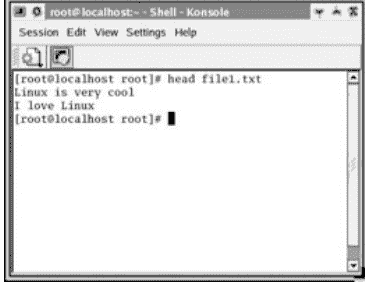 root@localhost:~ - Shell - Konsole
Session Edit View Settings Help
[root@localhost root]# head file1.txt
Linux is very cool
I love Linux
[root@localhost root]#